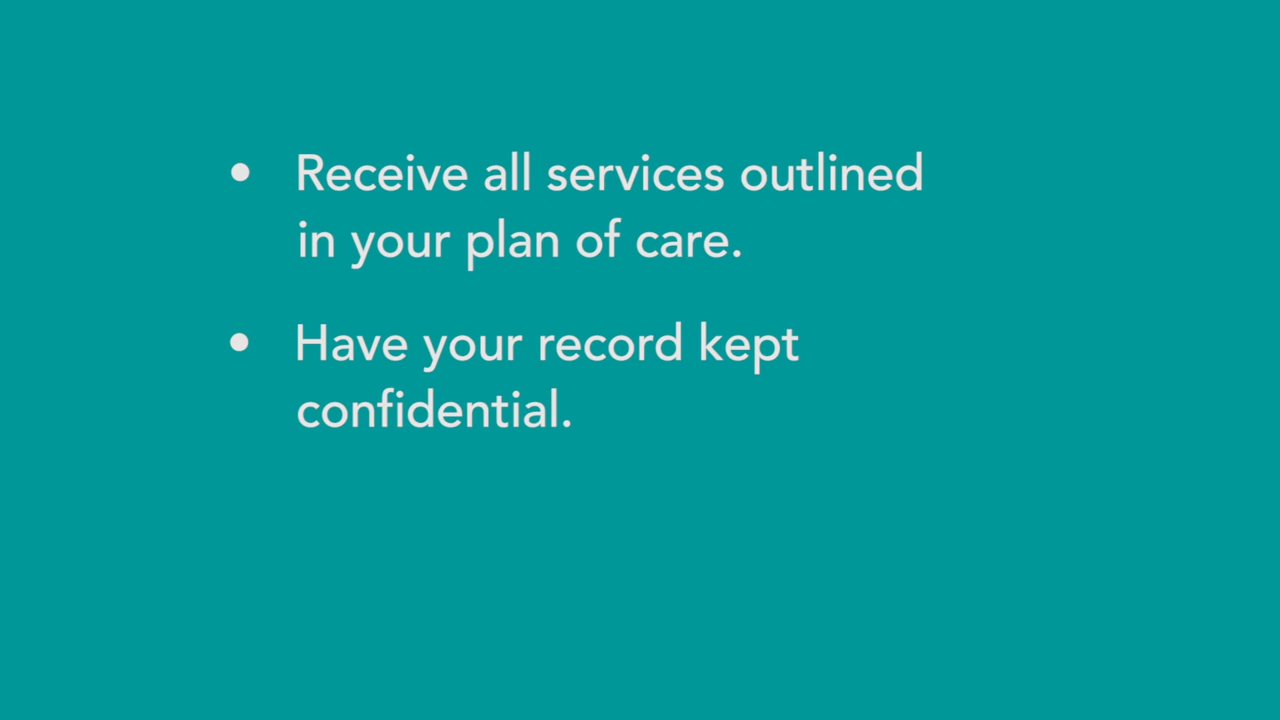 • Receive all services outlined
in your plan of care.
• Have your record kept
confidential.